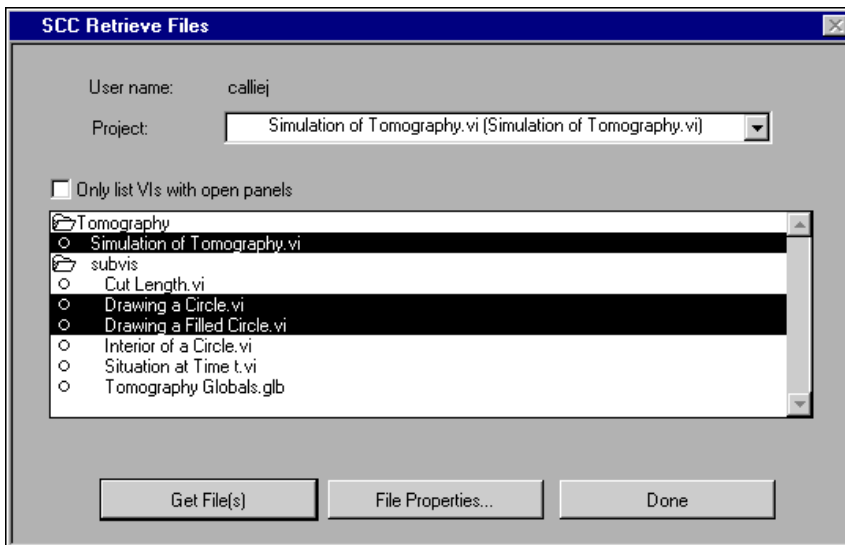 SCC Retrieve Files
User name: calliej
Project: Simulation of Tomography.vi (Simulation of Tomography.vi)
Only list VIs with open panels
Tomography
Simulation of Tomography.vi
subvis
Cut Length.vi
Drawing a Circle.vi
Drawing a Filled Circle.vi
Interior of a Circle.vi
Situation at Time t.vi
Tomography Globals.glb
Get File(s) File Properties... Done